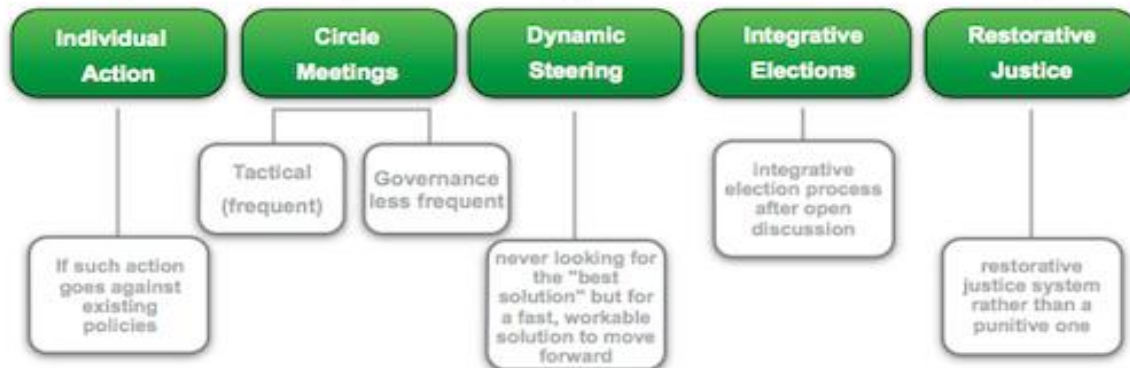 Individual
Action
Circle
Meetings
Dynamic
Steering
Integrative
Elections
Restorative
Justice
Tactical
(frequent)
Governance
less frequent
integrative
election process
after open
discussion
If such action
goes against
existing
policies
never looking for
the "best
solution" but for
a fast, workable
solution to move
forward
restorative
justice system
rather than a
punitive one